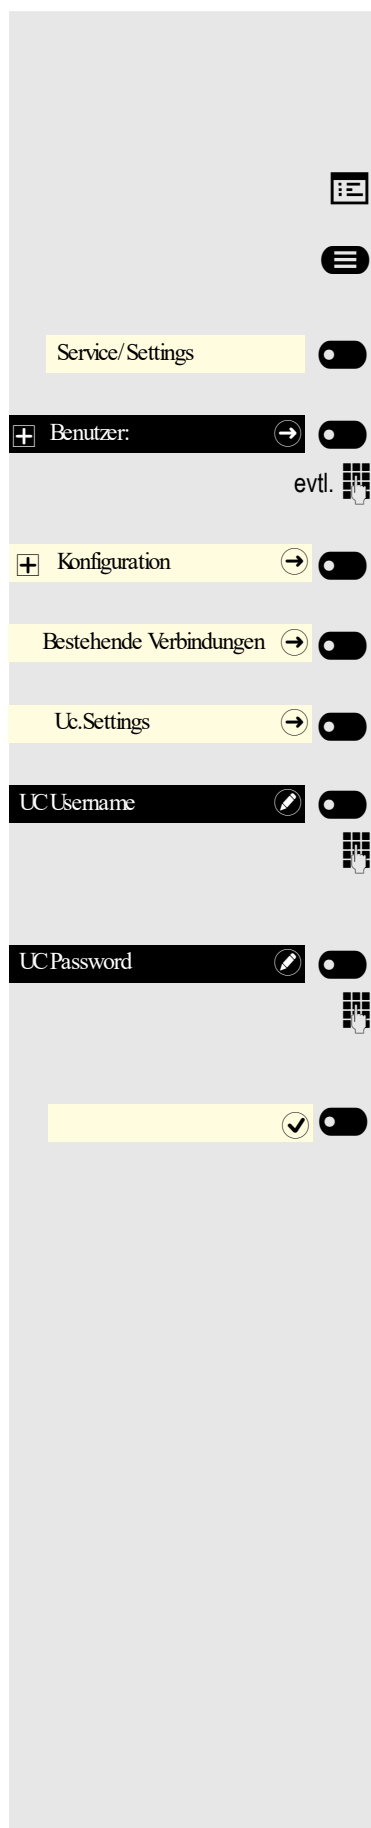 Service/Settings
Benutzer:
evtl.
Konfiguration
Bestehende Verbindungen
Uc.Settings
UC Username
UC Password